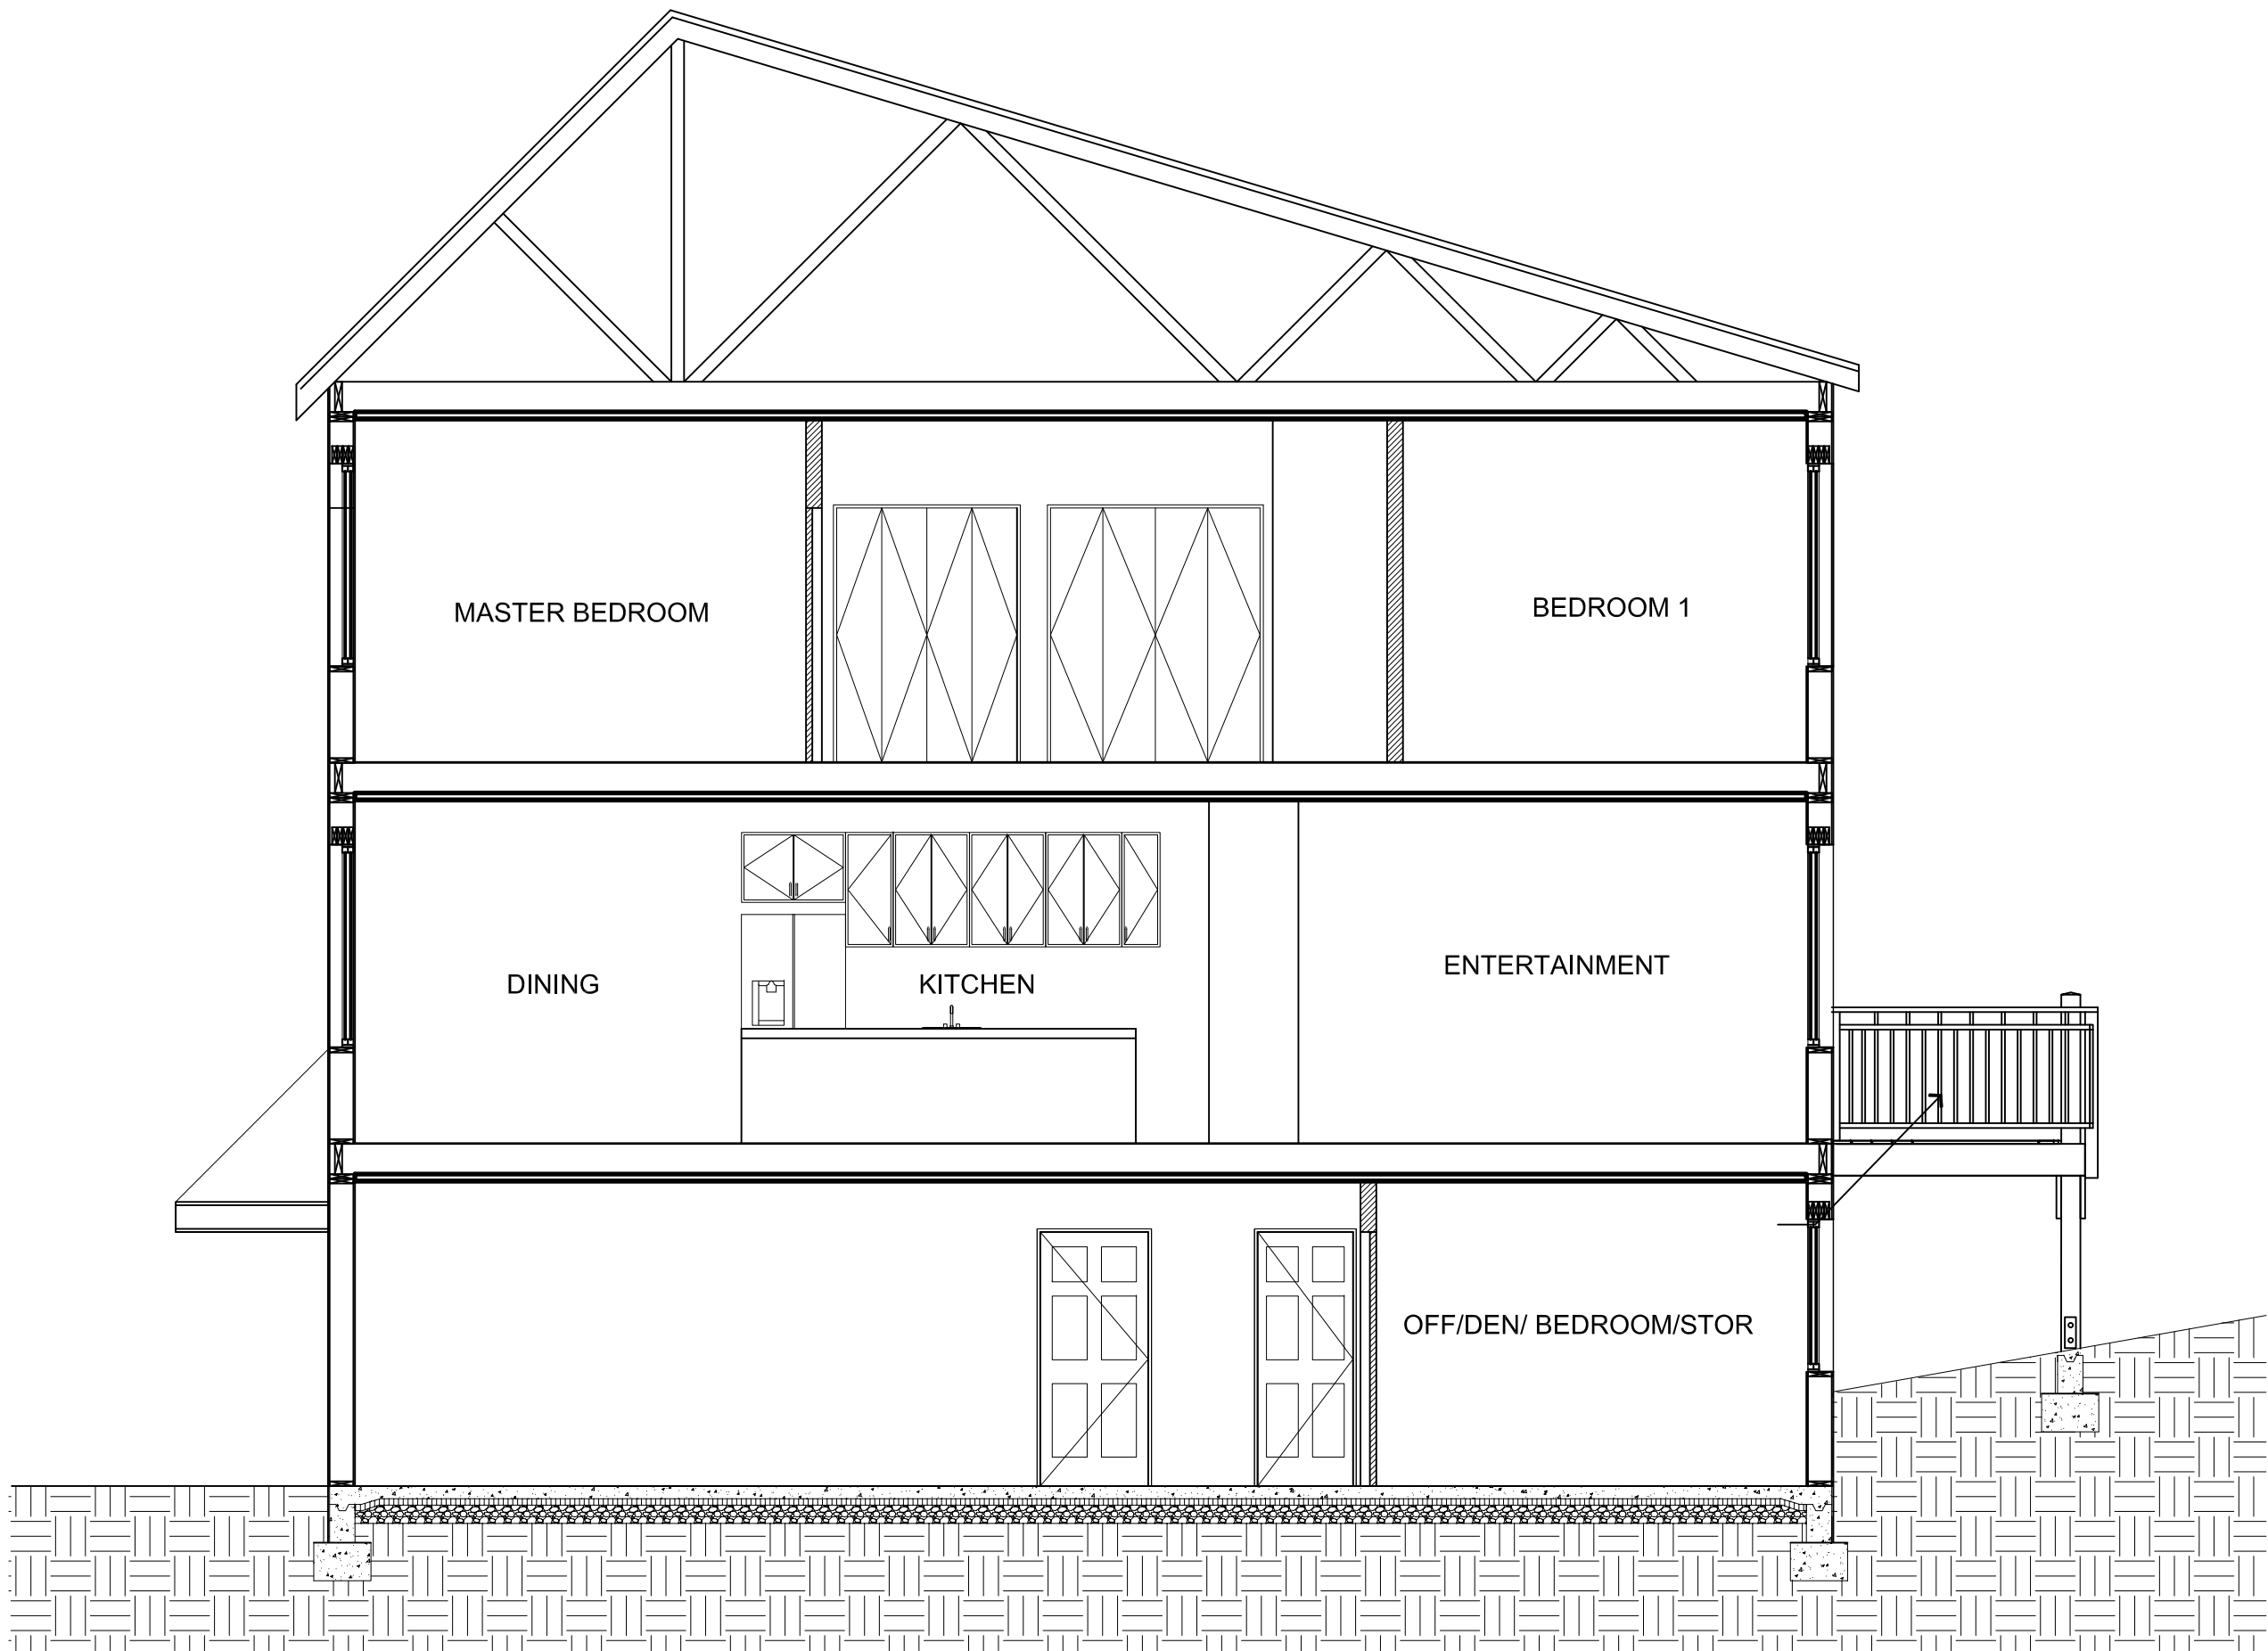 MASTER BEDROOM
BEDROOM 1
DINING
KITCHEN
ENTERTAINMENT
OFF/DEN/ BEDROOM/STOR